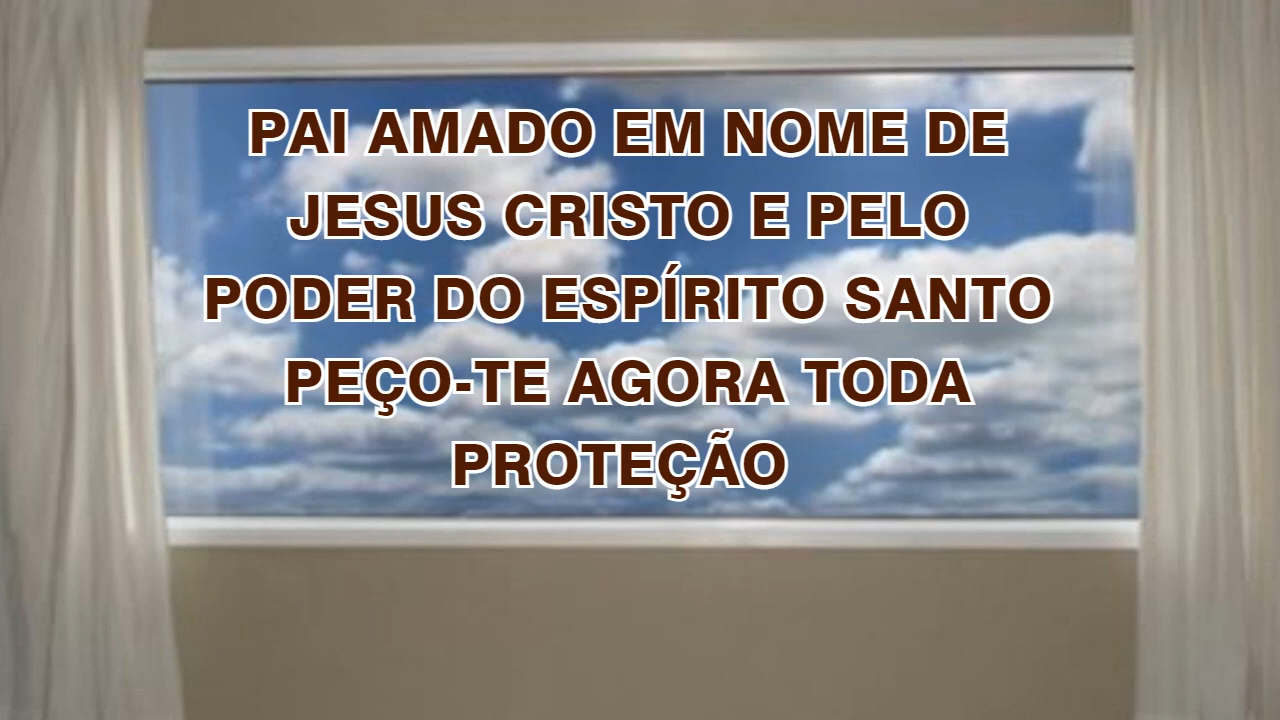 PAI AMADO EM NOME DE
JESUS CRISTO E PELO
PODER DO ESPÍRITO SANTO
PEÇO-TE AGORA TODA
PROTEÇÃO